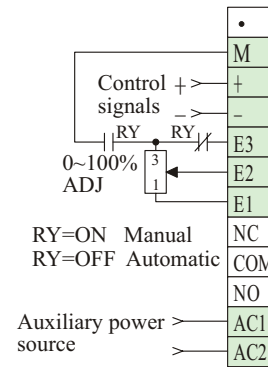 •
M
Control + +
signals − −
RY RY E3
0~100% 3 E2
ADJ 1 E1
RY=ON Manual NC
RY=OFF Automatic COM
NO
Auxiliary power AC1
source AC2